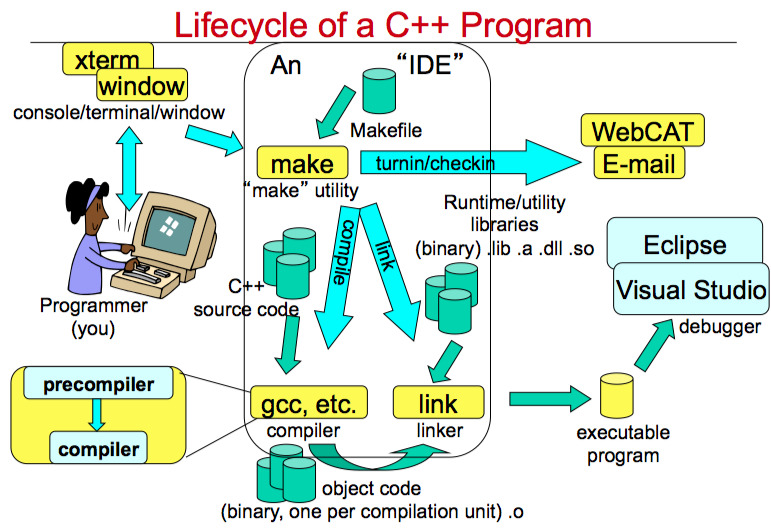 Lifecycle of a C++ Program
xterm
window
console/terminal/window
An “IDE”
Makefile
make
“make” utility
turnin/checkin
WebCAT
E-mail
Runtime/utility
libraries
(binary) .lib .a .dll .so
compile
link
C++
source code
Programmer
(you)
Eclipse
Visual Studio
debugger
precompiler
compiler
gcc, etc.
compiler
link
linker
executable
program
object code
(binary, one per compilation unit) .o